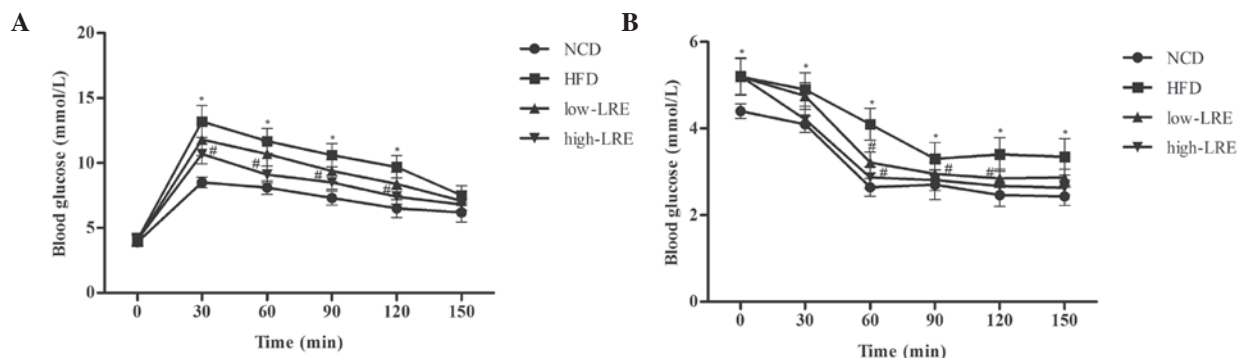 A
Blood glucose (mmol/L)
20
15
10
5
0
* * * *
# # # #
0 30 60 90 120 150
Time (min)
NCD
HFD
low-LRE
high-LRE
B
Blood glucose (mmol/L)
6
4
2
0
* * * * * *
#
# # #
0 30 60 90 120 150
Time (min)
NCD
HFD
low-LRE
high-LRE